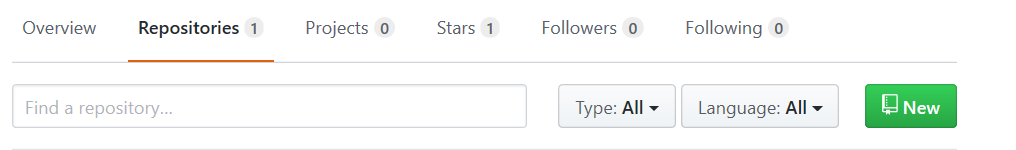 Overview Repositories 1 Projects 0 Stars 1 Followers 0 Following 0
Find a repository... Type: All Language: All New